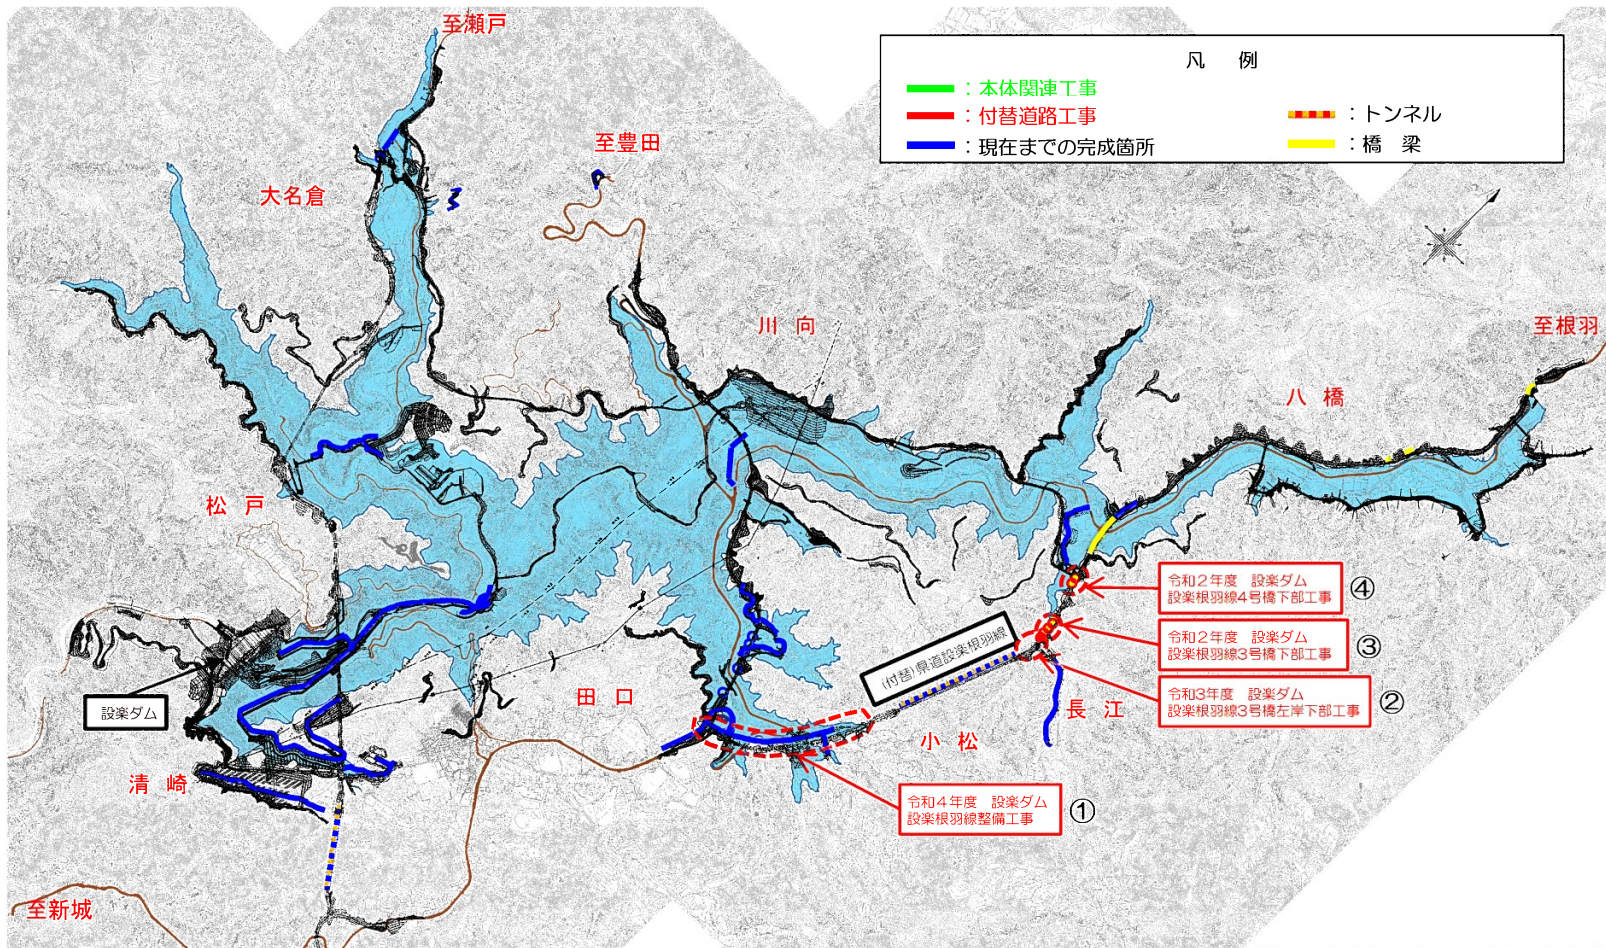 至瀬戸
凡　例
：本体関連工事
：付替道路工事
：トンネル
：現在までの完成箇所
：橋　梁
至豊田
大名倉
川　向
至根羽
八　橋
松　戸
令和２年度　設楽ダム
設楽根羽線4号橋下部工事
④
令和２年度　設楽ダム
設楽根羽線3号橋下部工事
③
(付替)県道設楽根羽線
令和3年度　設楽ダム
設楽根羽線3号橋左岸下部工事
②
設楽ダム
田　口
長　江
小　松
清　崎
令和４年度　設楽ダム
設楽根羽線整備工事
①
至新城